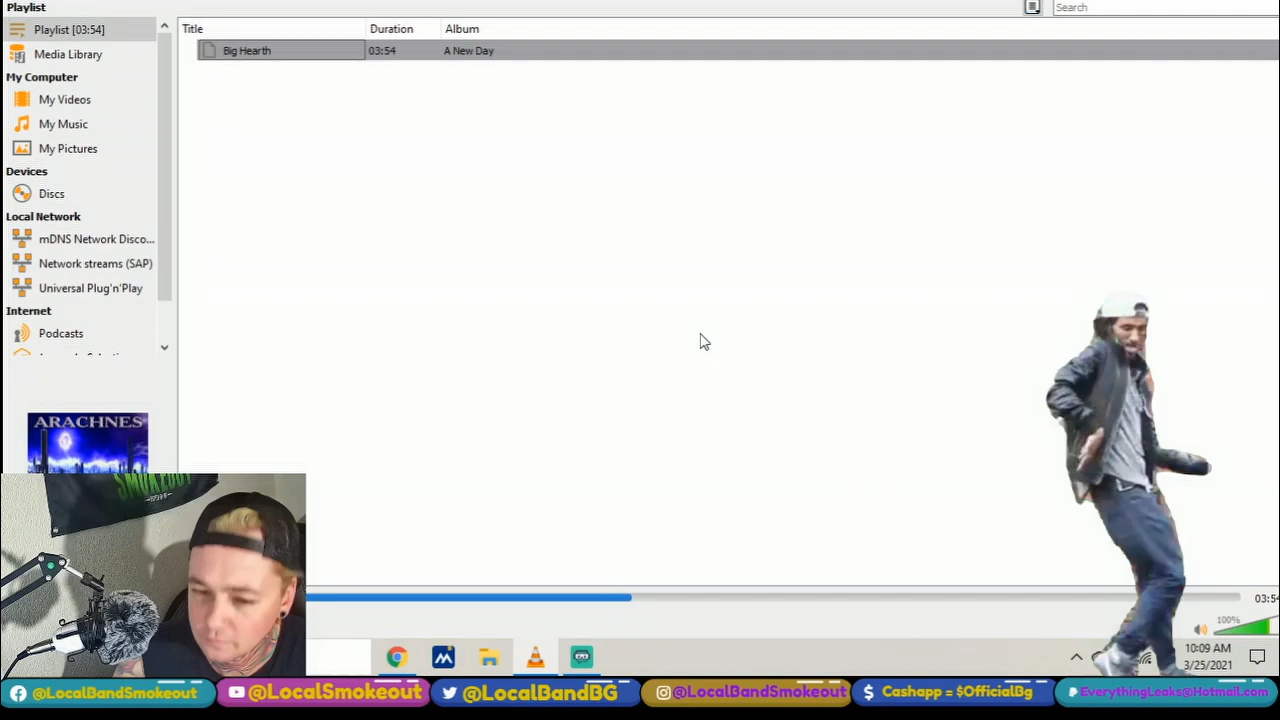 Playlist
Search
Playlist [03:54]
Media Library
My Computer
My Videos
My Music
My Pictures
Devices
Discs
Local Network
mDNS Network Disco...
Network streams (SAP)
Universal Plug'n'Play
Internet
Podcasts
Title Duration Album
Big Hearth 03:54 A New Day
ARACHNES
SMOKEOUT
03:54
100%
10:09 AM
3/25/2021
@LocalBandSmokeout
@LocalSmokeout
@LocalBandBG
@LocalBandSmokeout
Cashapp = $OfficialBg
EverythingLeaks@Hotmail.com